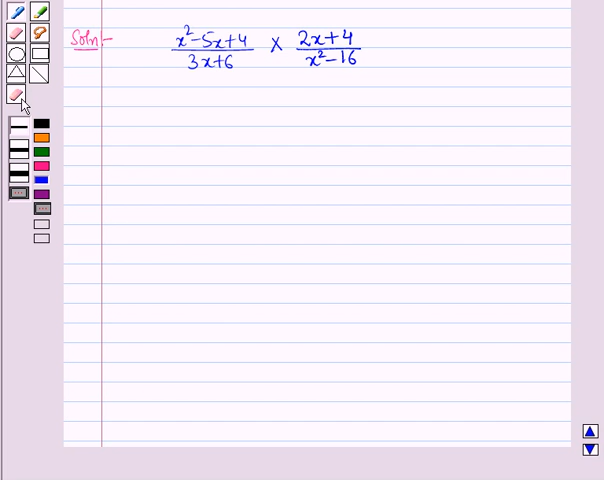 Soln:- x²-5x+4 / 3x+6 × 2x+4 / x²-16